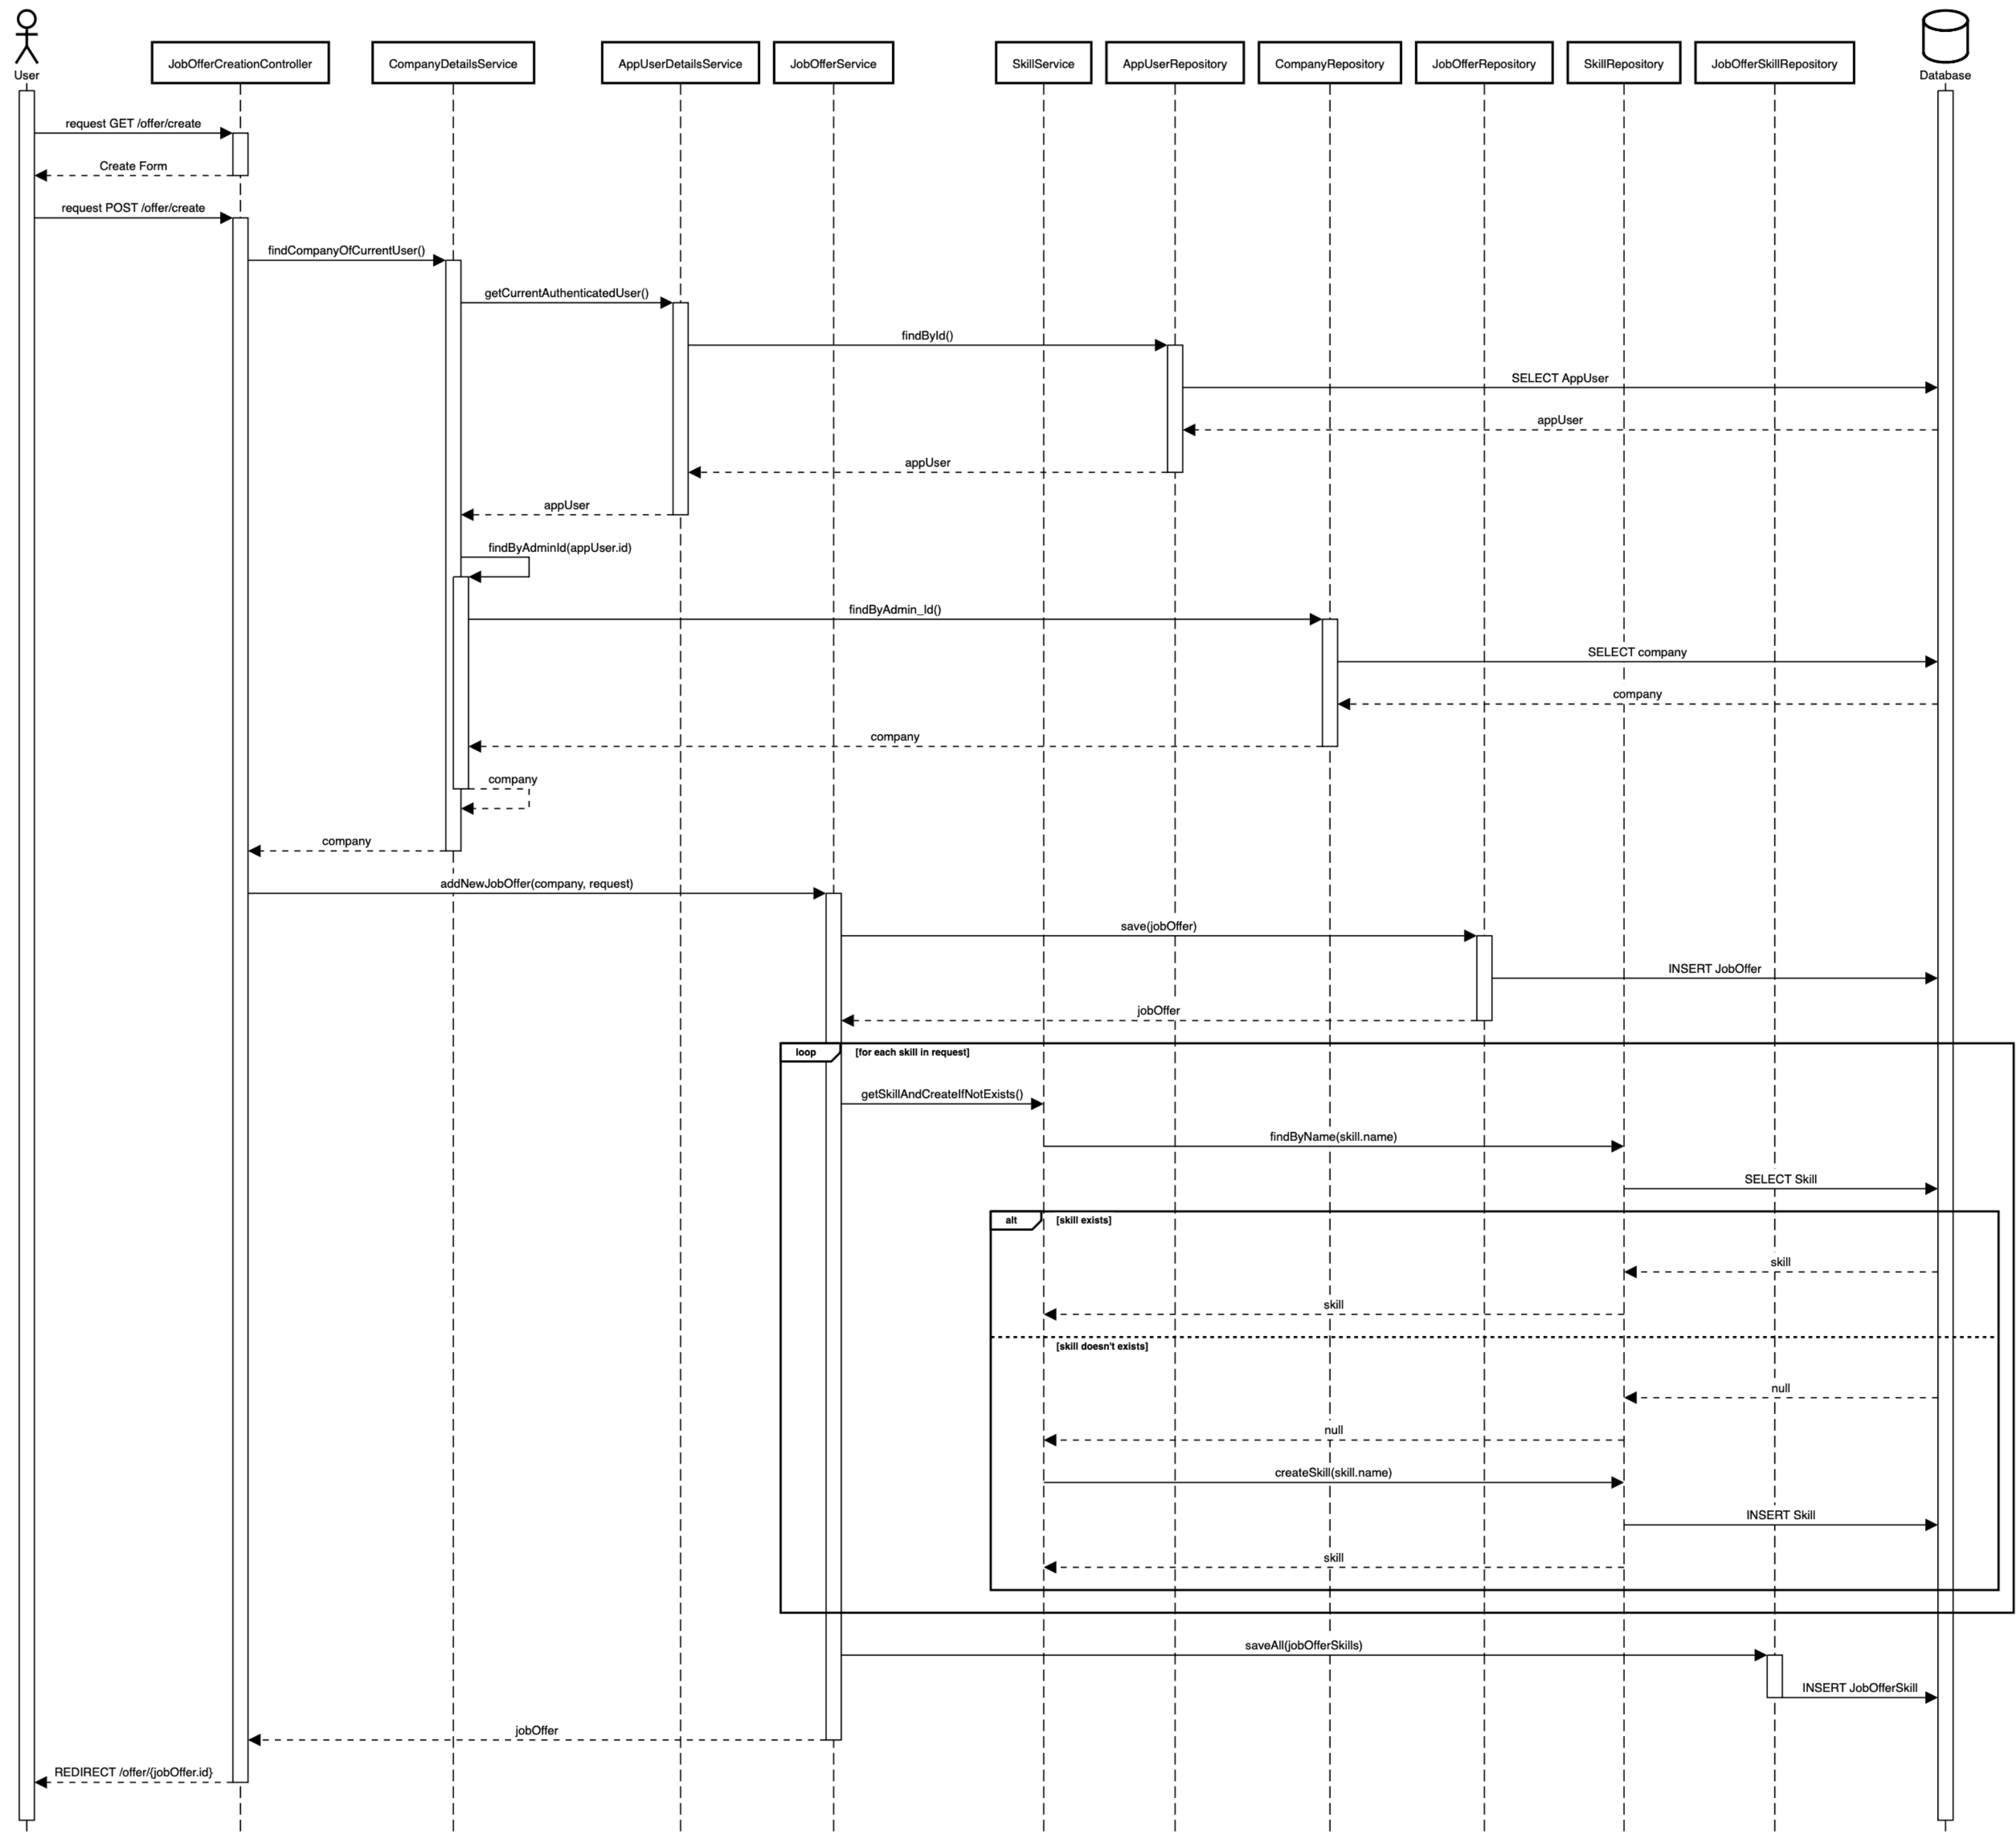 User
JobOfferCreationController
CompanyDetailsService
AppUserDetailsService
JobOfferService
SkillService
AppUserRepository
CompanyRepository
JobOfferRepository
SkillRepository
JobOfferSkillRepository
Database
request GET /offer/create
Create Form
request POST /offer/create
findCompanyOfCurrentUser()
getCurrentAuthenticatedUser()
findById()
SELECT AppUser
appUser
appUser
appUser
findByAdminId(appUser.id)
findByAdmin_Id()
SELECT company
company
company
company
company
addNewJobOffer(company, request)
save(jobOffer)
INSERT JobOffer
jobOffer
loop
[for each skill in request]
getSkillAndCreateIfNotExists()
findByName(skill.name)
SELECT Skill
alt
[skill exists]
skill
skill
[skill doesn't exists]
null
null
createSkill(skill.name)
INSERT Skill
skill
saveAll(jobOfferSkills)
INSERT JobOfferSkill
jobOffer
REDIRECT /offer/{jobOffer.id}